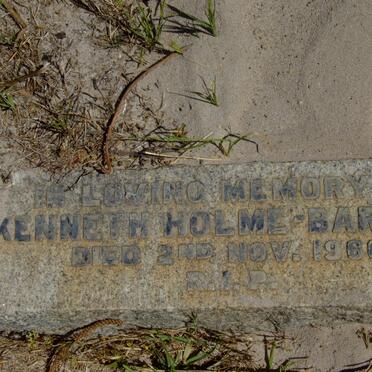 IN LOVING MEMORY
KENNETH HOLME-BAR
DIED 2ND NOV. 196
R.I.P.